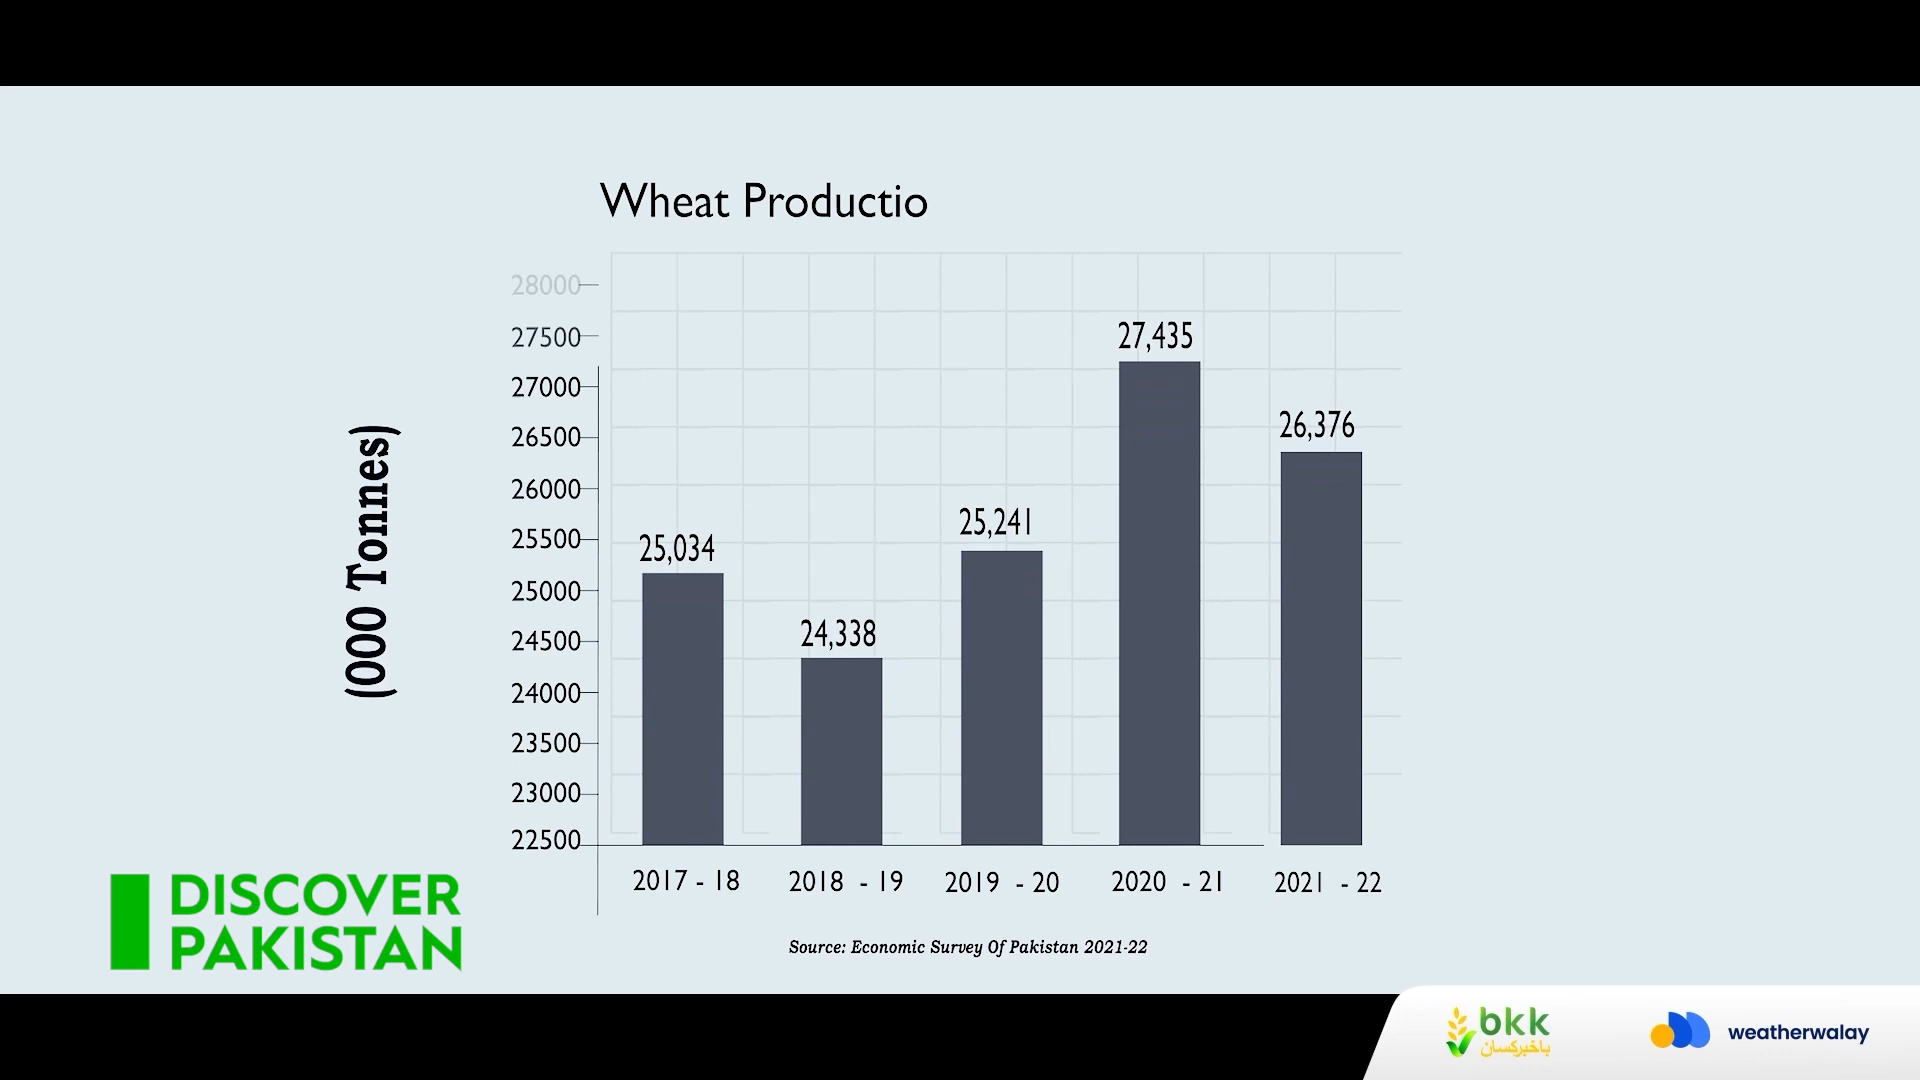 Wheat Productio
28000
27500
27000
26500
26000
25500
25000
24500
24000
23500
23000
22500
(000 Tonnes)
25,034
24,338
25,241
27,435
26,376
2017 - 18
2018 - 19
2019 - 20
2020 - 21
2021 - 22
Source: Economic Survey Of Pakistan 2021-22
DISCOVER
PAKISTAN
bkk
باخبرکسان
weatherwalay